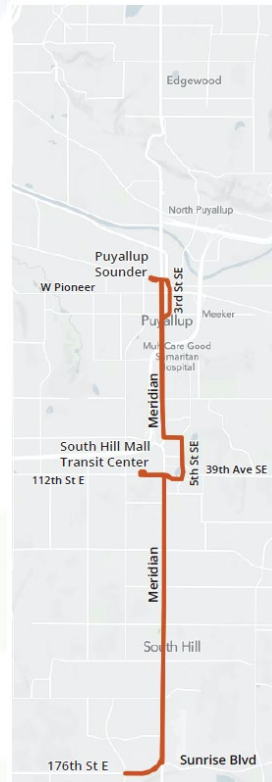 Edgewood
North Puyallup
Puyallup
Sounder
3rd St SE
W Pioneer
Meeker
Puyallup
MultiCare Good
Samaritan
Hospital
Meridian
5th St SE
South Hill Mall
Transit Center
39th Ave SE
112th St E
Meridian
South Hill
Sunrise Blvd
176th St E